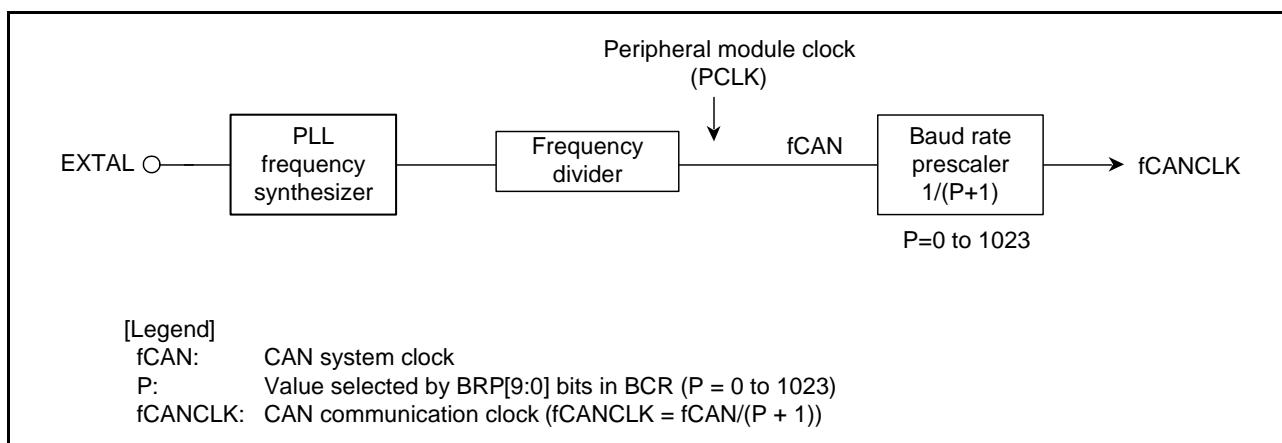 Peripheral module clock
(PCLK)
EXTAL
PLL
frequency
synthesizer
Frequency
divider
fCAN
Baud rate
prescaler
1/(P+1)
fCANCLK
P=0 to 1023
[Legend]
fCAN: CAN system clock
P: Value selected by BRP[9:0] bits in BCR (P = 0 to 1023)
fCANCLK: CAN communication clock (fCANCLK = fCAN/(P + 1))